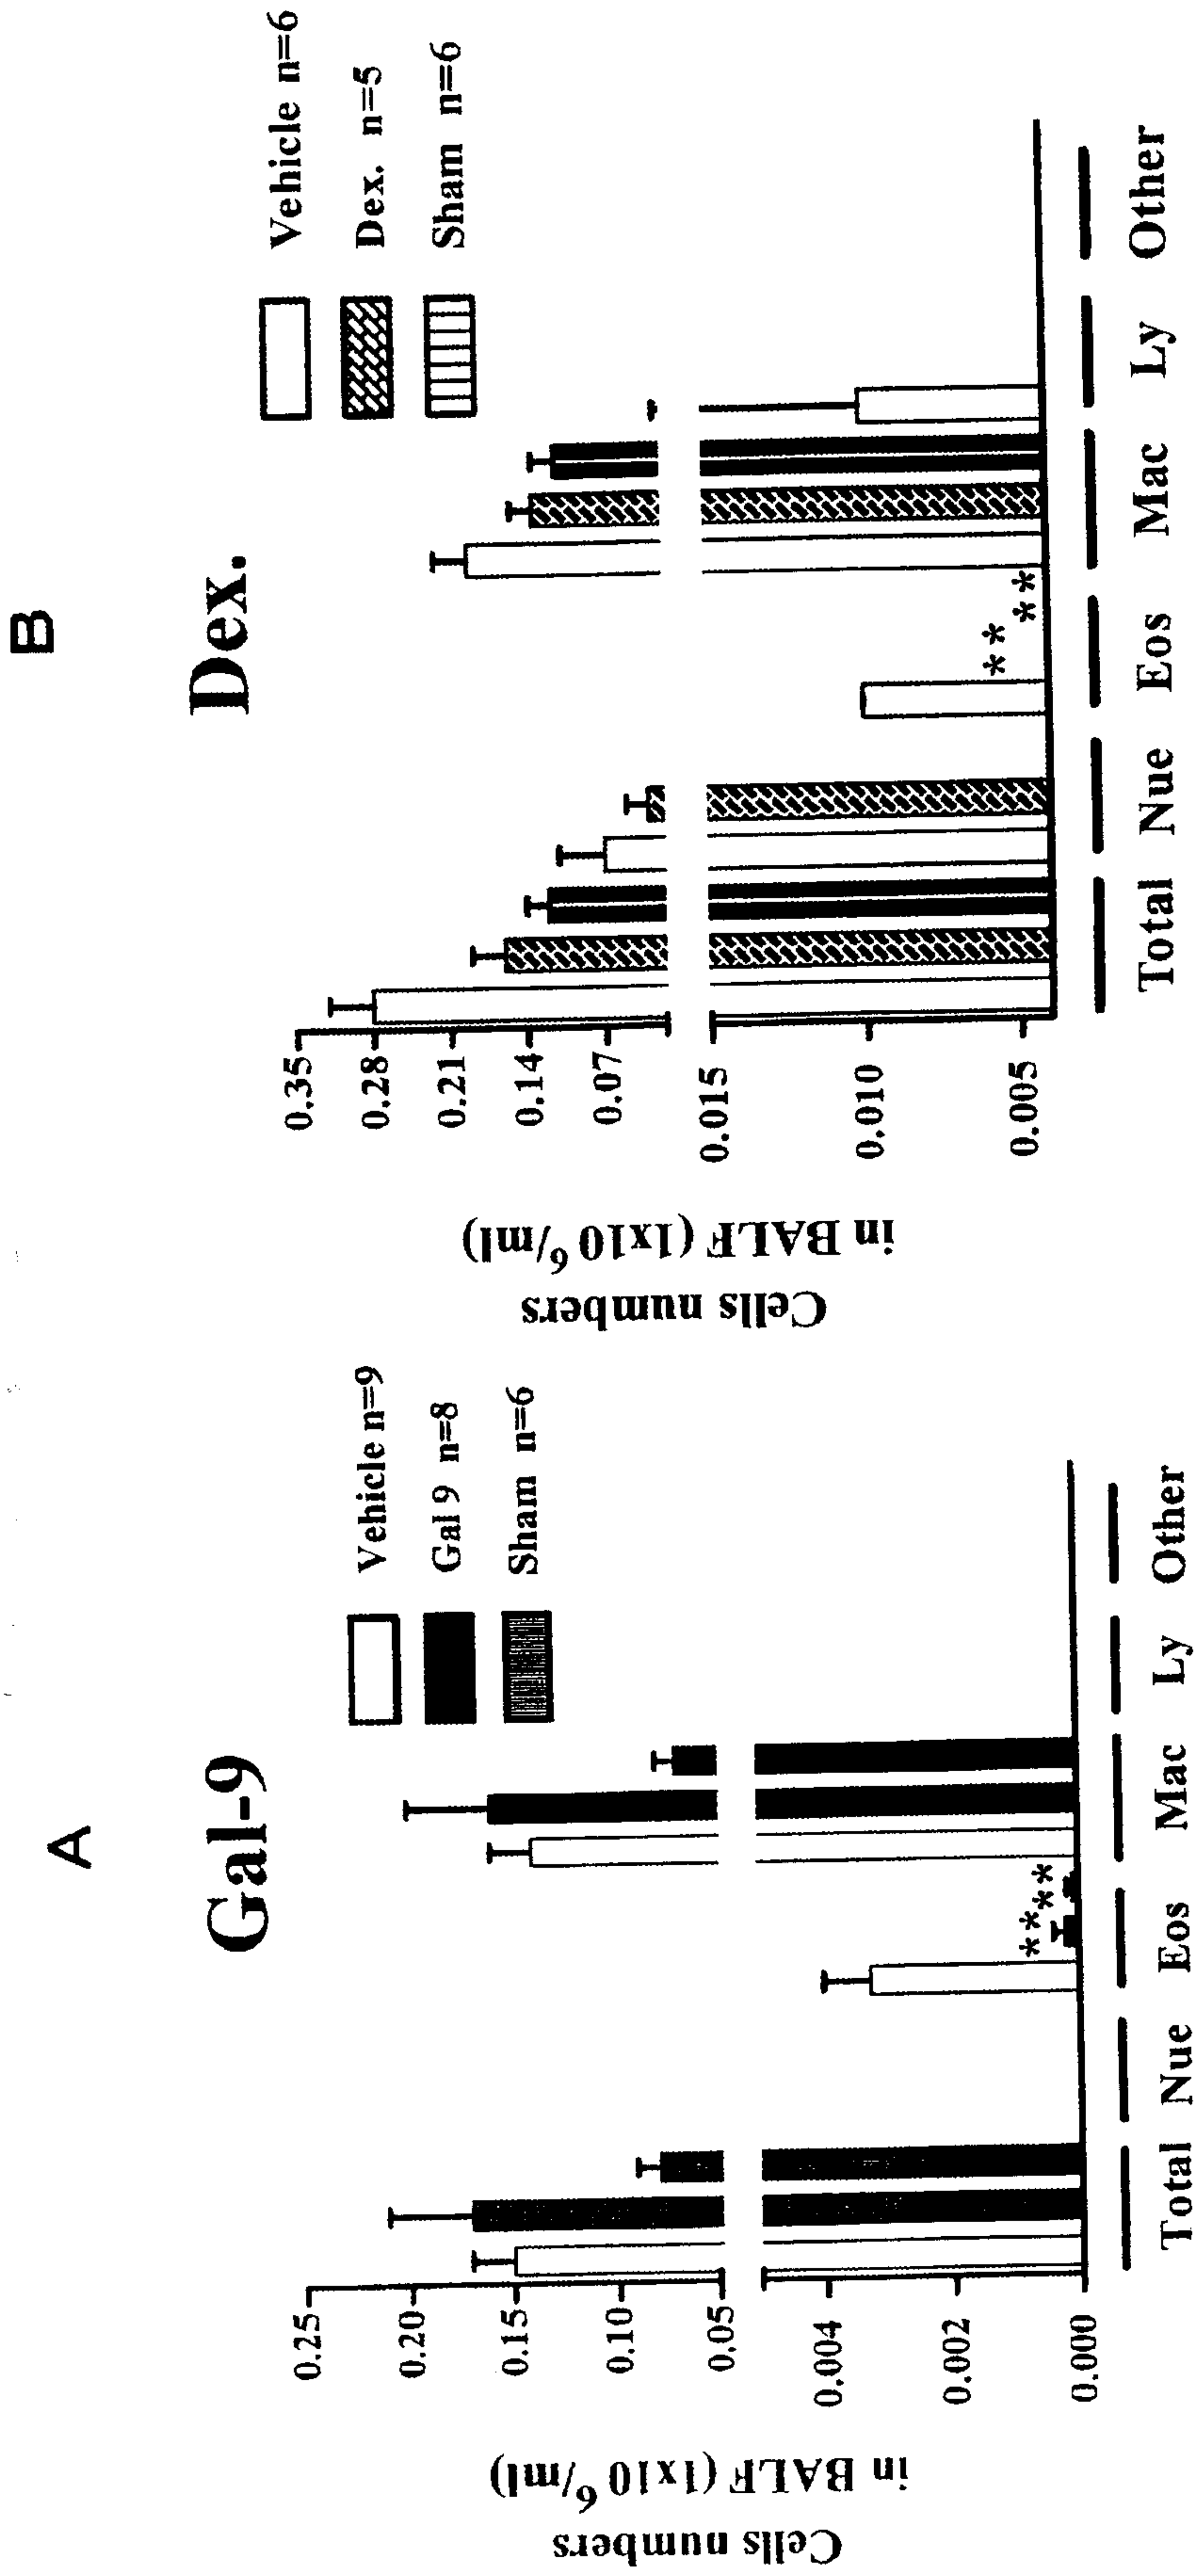 A
Gal-9
Vehicle n=9
Gal 9 n=8
Sham n=6
Cells numbers
in BALF (1x10⁶/ml)
0.25
0.20
0.15
0.10
0.05
0.004
0.002
0.000
**
**
Total Nue Eos Mac Ly Other
B
Dex.
Vehicle n=6
Dex. n=5
Sham n=6
Cells numbers
in BALF (1x10⁶/ml)
0.35
0.28
0.21
0.14
0.07
0.015
0.010
0.005
**
**
Total Nue Eos Mac Ly Other